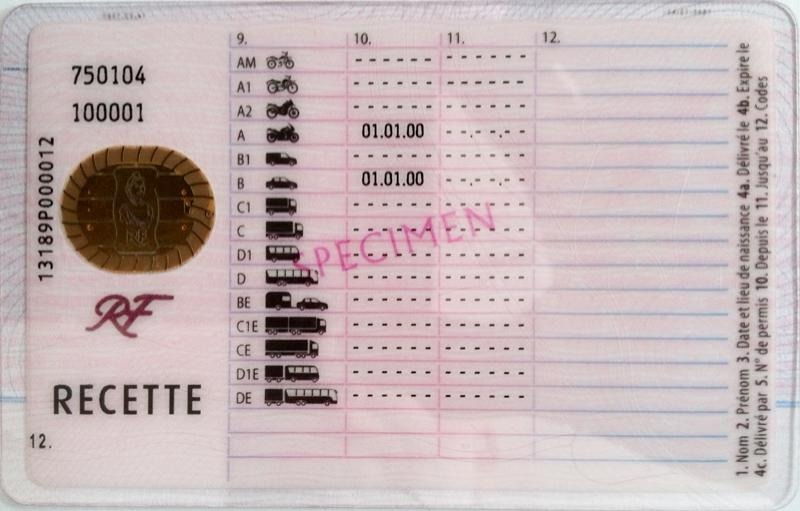 9. 10. 11. 12.
750104
100001
13189P000012
RF
RECETTE
12.
AM - - - - - - - - - - - -
A1 - - - - - - - - - - - -
A2 - - - - - - - - - - - -
A 01.01.00 - - . - - . - -
B1 - - - - - - - - - - - -
B 01.01.00 - - . - - . - -
C1 - - - - - - - - - - - -
C - - - - - - - - - - - -
D1 - - - - - - - - - - - -
D - - - - - - - - - - - -
BE - - - - - - - - - - - -
C1E - - - - - - - - - - - -
CE - - - - - - - - - - - -
D1E - - - - - - - - - - - -
DE - - - - - - - - - - - -
SPECIMEN
1. Nom 2. Prénom 3. Date et lieu de naissance 4a. Délivré le 4b. Expire le
4c. Délivré par 5. N° de permis 10. Depuis le 11. Jusqu'au 12. Codes